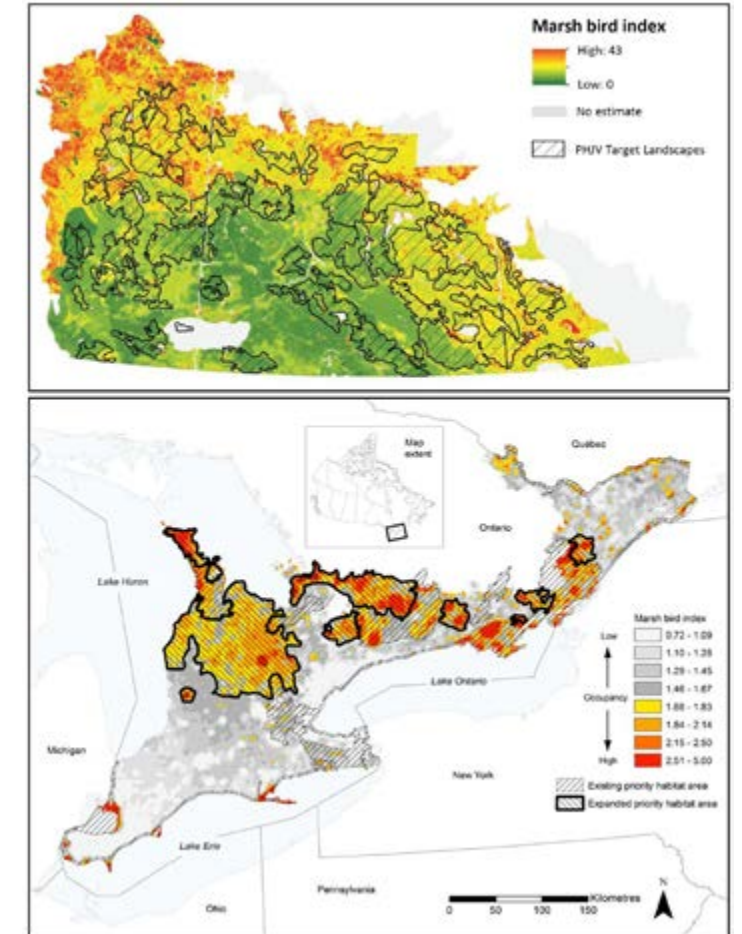 Marsh bird index
High: 43
Low: 0
No estimate
PHJV Target Landscapes
Map
extent
Québec
Ontario
Lake Huron
Marsh bird index
Low
Occupancy
High
0.72 - 1.09
1.10 - 1.28
1.29 - 1.45
1.46 - 1.67
1.68 - 1.83
1.84 - 2.14
2.15 - 2.50
2.51 - 5.00
Lake Ontario
Michigan
New York
Existing priority habitat area
Expanded priority habitat area
Lake Erie
Pennsylvania
Ohio
N
Kilometres
0 50 100 150